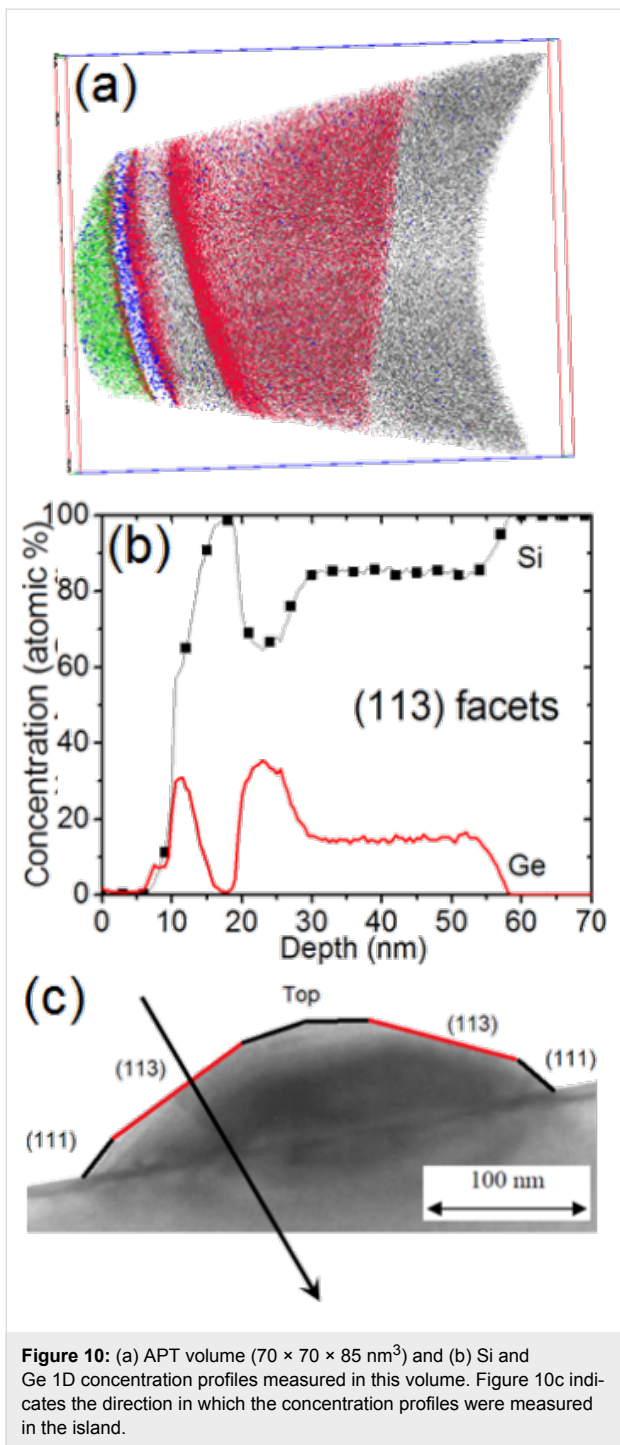 (a)
(b)
100
80
60
40
20
0
Concentration (atomic %)
Si
(113) facets
Ge
0 10 20 30 40 50 60 70
Depth (nm)
(c)
Top
(113)
(113)
(111)
(111)
100 nm
Figure 10: (a) APT volume (70 × 70 × 85 nm³) and (b) Si and
Ge 1D concentration profiles measured in this volume. Figure 10c indi-
cates the direction in which the concentration profiles were measured
in the island.